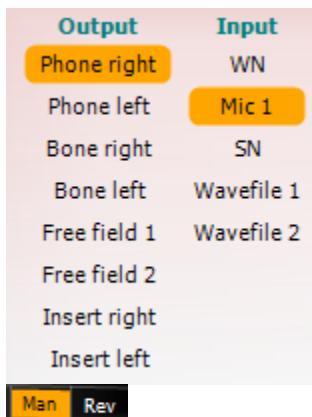 Output Input
Phone right WN
Phone left Mic 1
Bone right SN
Bone left Wavefile 1
Free field 1 Wavefile 2
Free field 2
Insert right
Insert left
Man Rev